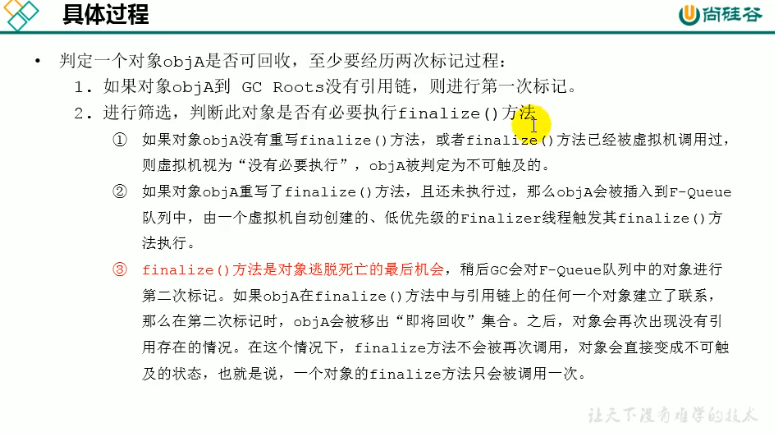 具体过程
尚硅谷
• 判定一个对象objA是否可回收，至少要经历两次标记过程：
1．如果对象objA到 GC Roots没有引用链，则进行第一次标记。
2．进行筛选，判断此对象是否有必要执行finalize()方法
① 如果对象objA没有重写finalize()方法，或者finalize()方法已经被虚拟机调用过，
则虚拟机视为“没有必要执行”，objA被判定为不可触及的。
② 如果对象objA重写了finalize()方法，且还未执行过，那么objA会被插入到F-Queue
队列中，由一个虚拟机自动创建的、低优先级的Finalizer线程触发其finalize()方
法执行。
③ finalize()方法是对象逃脱死亡的最后机会，稍后GC会对F-Queue队列中的对象进行
第二次标记。如果objA在finalize()方法中与引用链上的任何一个对象建立了联系，
那么在第二次标记时，objA会被移出“即将回收”集合。之后，对象会再次出现没有引
用存在的情况。在这个情况下，finalize方法不会被再次调用，对象会直接变成不可触
及的状态，也就是说，一个对象的finalize方法只会被调用一次。
让天下没有难学的技术